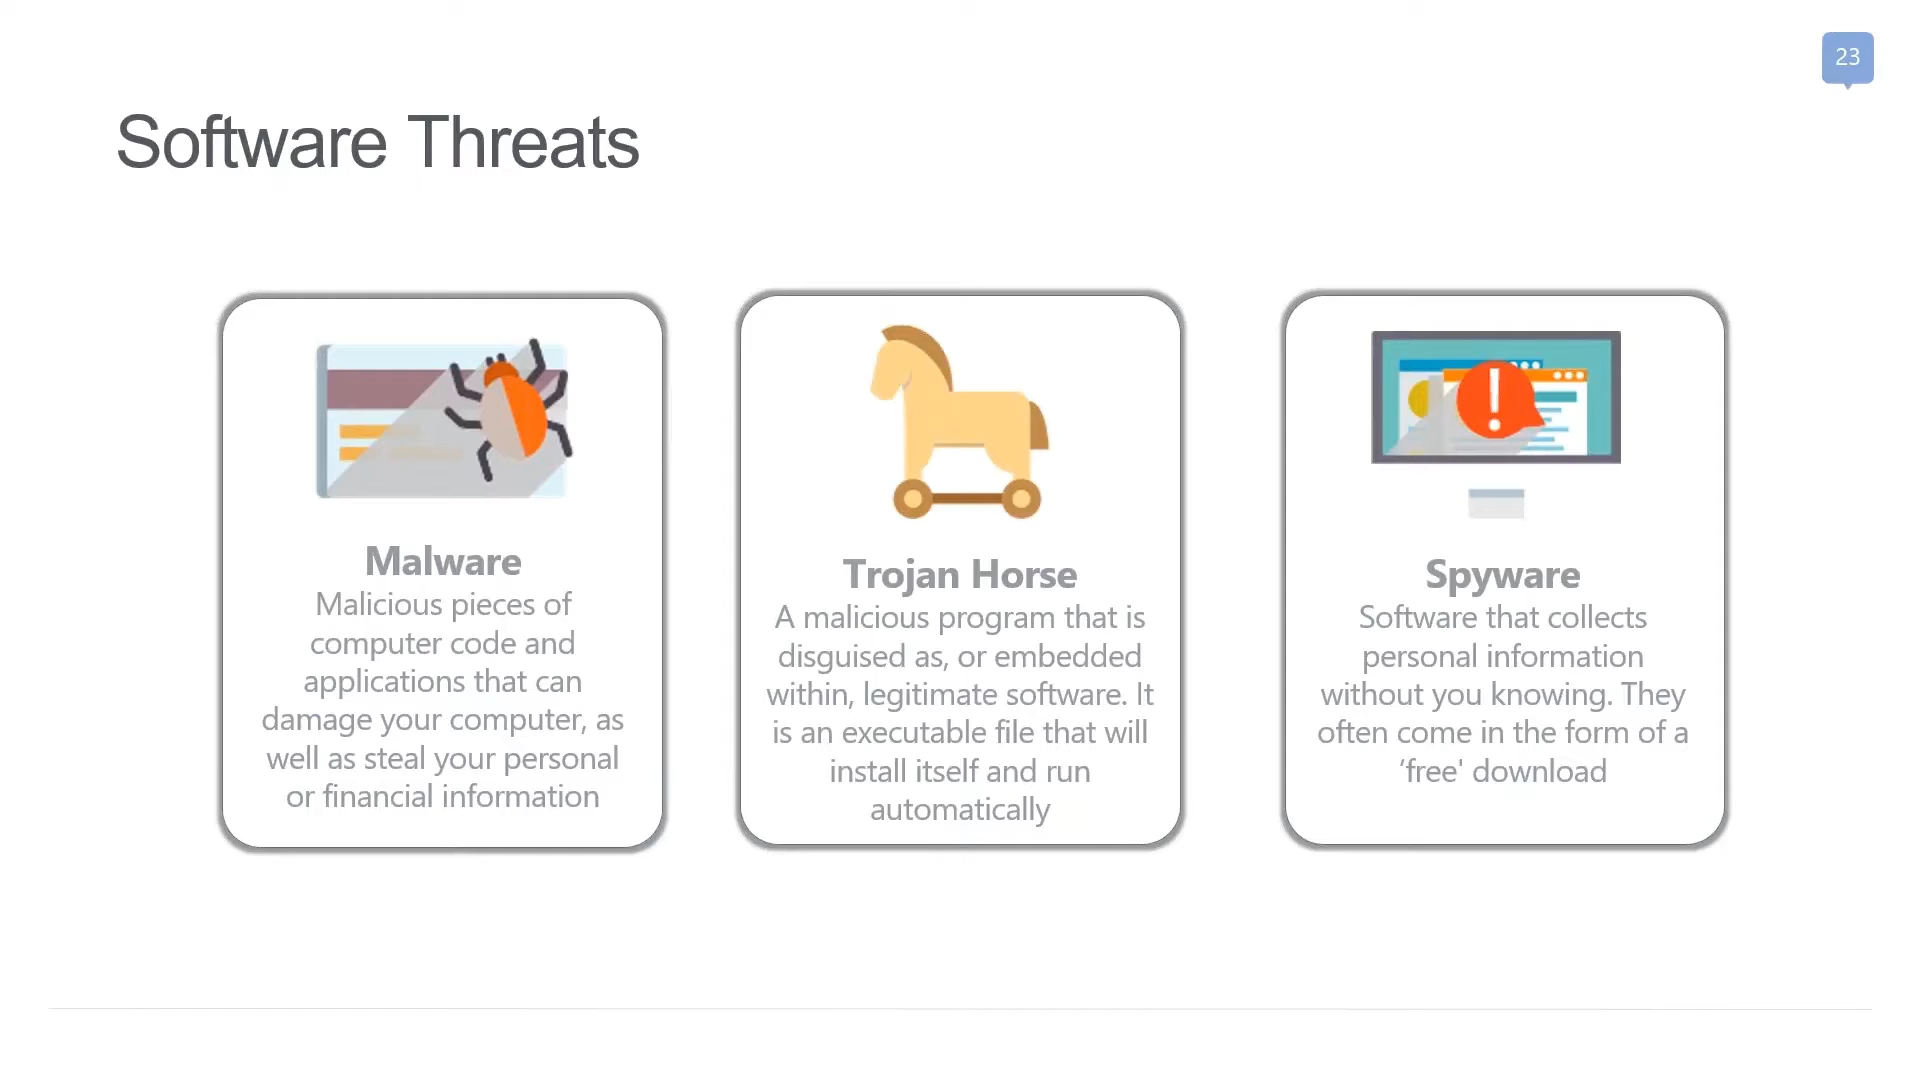 23
Software Threats
Malware
Malicious pieces of
computer code and
applications that can
damage your computer, as
well as steal your personal
or financial information
Trojan Horse
A malicious program that is
disguised as, or embedded
within, legitimate software. It
is an executable file that will
install itself and run
automatically
Spyware
Software that collects
personal information
without you knowing. They
often come in the form of a
‘free' download